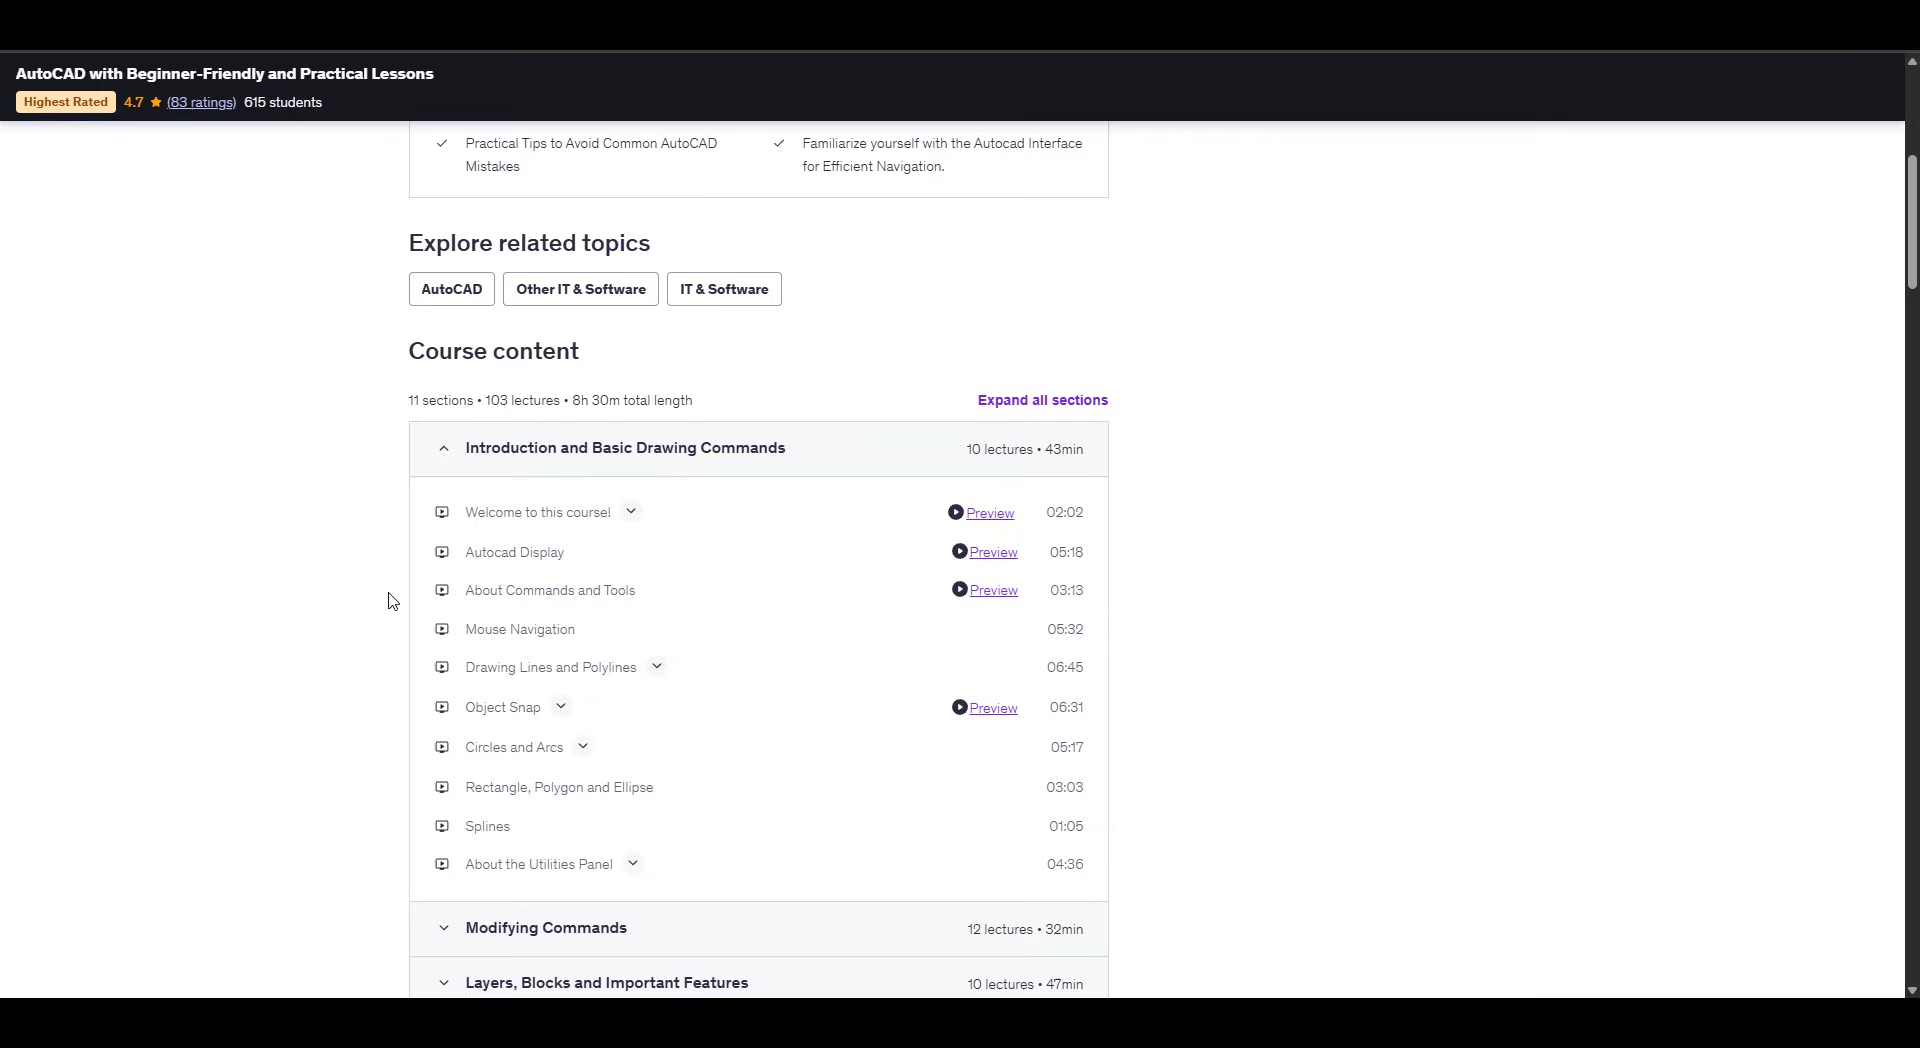 AutoCAD with Beginner-Friendly and Practical Lessons
Highest Rated 4.7 (83 ratings) 615 students
Practical Tips to Avoid Common AutoCAD
Mistakes
Familiarize yourself with the Autocad Interface
for Efficient Navigation.
Explore related topics
AutoCAD Other IT & Software IT & Software
Course content
11 sections • 103 lectures • 8h 30m total length Expand all sections
Introduction and Basic Drawing Commands 10 lectures • 43min
Welcome to this course! Preview 02:02
Autocad Display Preview 05:18
About Commands and Tools Preview 03:13
Mouse Navigation 05:32
Drawing Lines and Polylines 06:45
Object Snap Preview 06:31
Circles and Arcs 05:17
Rectangle, Polygon and Ellipse 03:03
Splines 01:05
About the Utilities Panel 04:36
Modifying Commands 12 lectures • 32min
Layers, Blocks and Important Features 10 lectures • 47min